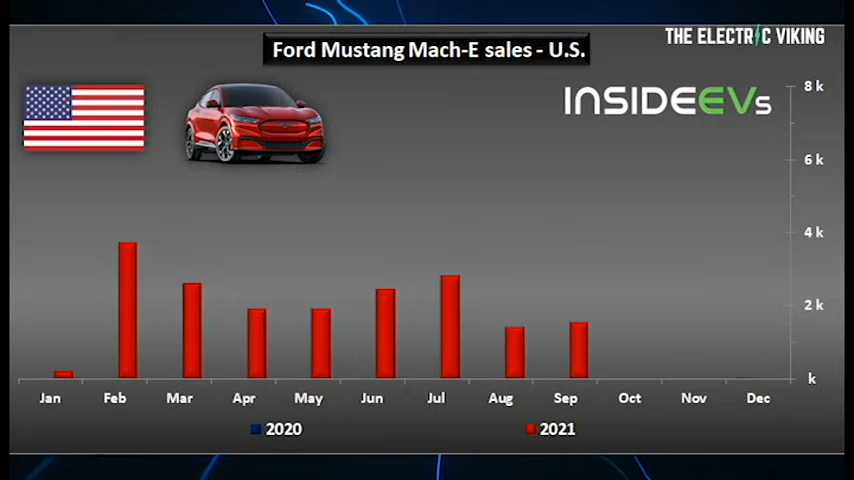 THE ELECTRIC VIKING
Ford Mustang Mach-E sales - U.S.
INSIDEEVs
8 k
6 k
4 k
2 k
k
Jan Feb Mar Apr May Jun Jul Aug Sep Oct Nov Dec
2020 2021